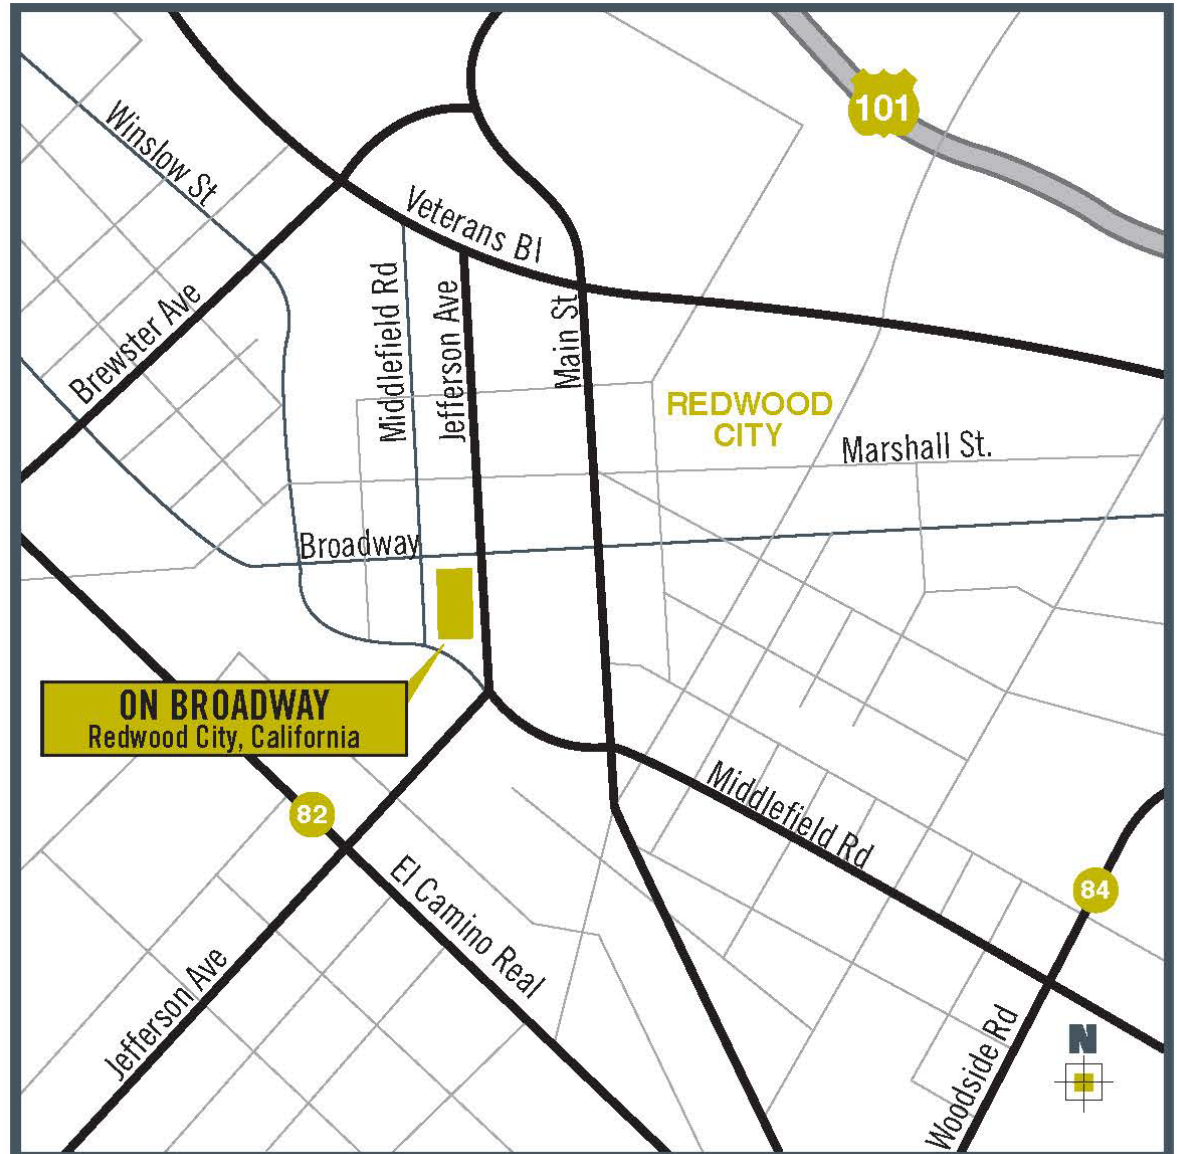 101
Winslow St
Veterans Bl
Brewster Ave
Middlefield Rd
Jefferson Ave
Main St
REDWOOD
CITY
Marshall St.
Broadway
ON BROADWAY
Redwood City, California
82
Middlefield Rd
El Camino Real
84
Jefferson Ave
Woodside Rd
N